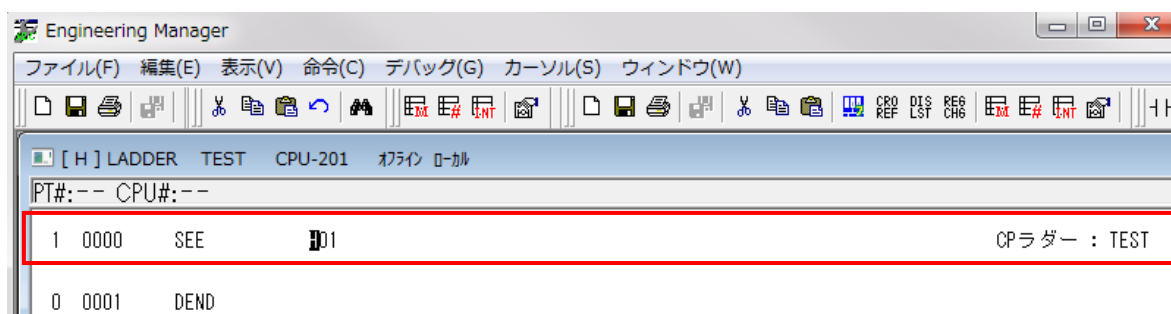 Engineering Manager
ファイル(F) 編集(E) 表示(V) 命令(C) デバッグ(G) カーソル(S) ウィンドウ(W)
CRO REF DIS LST REG CHG
[ H ] LADDER TEST CPU-201 ｵﾌﾗｲﾝ ﾛｰｶﾙ
PT#:-- CPU#:--
1 0000 SEE H01 CPラダー : TEST
0 0001 DEND